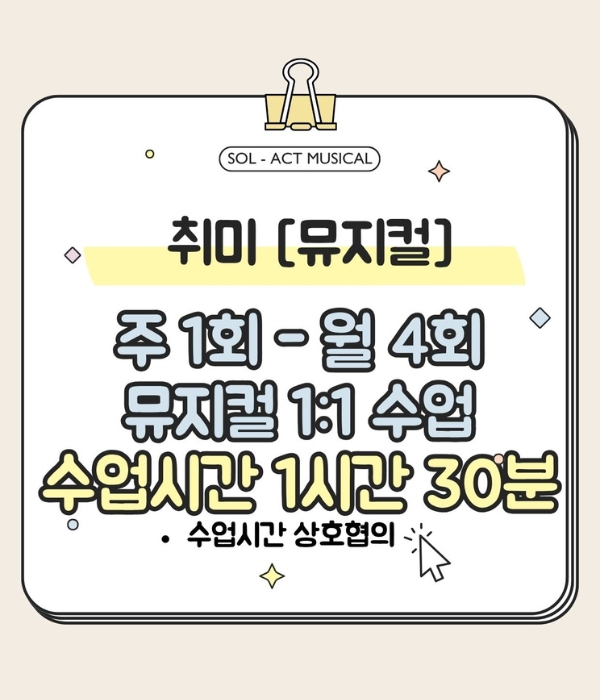 SOL - ACT MUSICAL
취미 [뮤지컬]
주 1회 - 월 4회
뮤지컬 1:1 수업
수업시간 1시간 30분
• 수업시간 상호협의